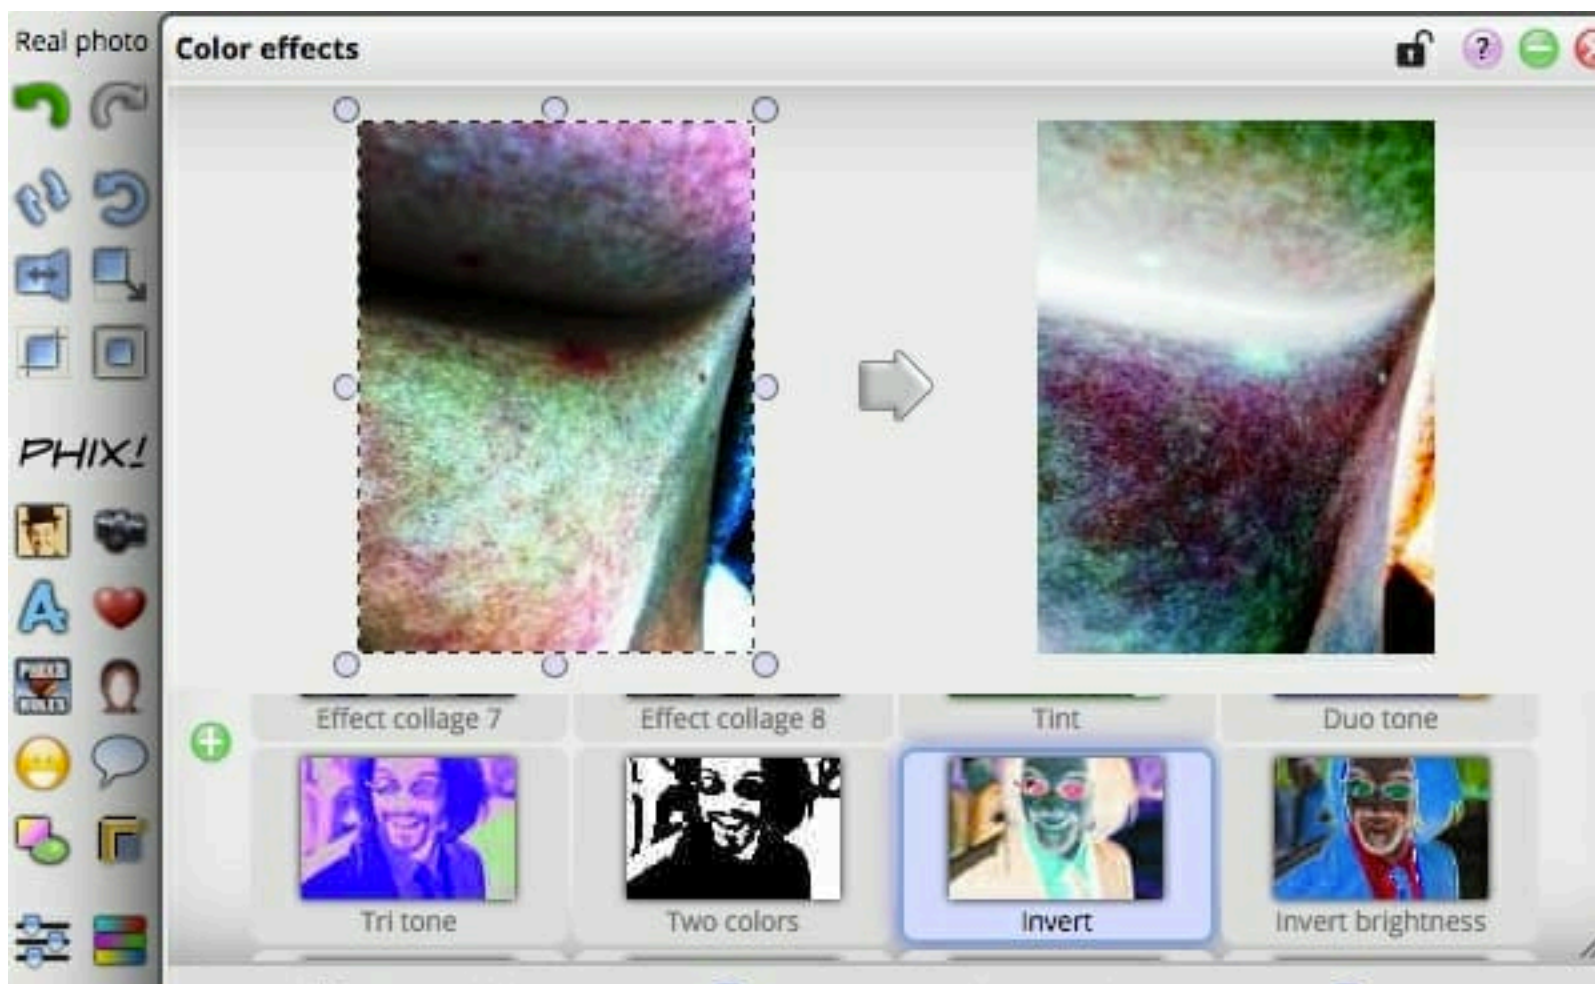 Real photo
Color effects
?
PHIX!
Effect collage 7
Effect collage 8
Tint
Duo tone
Tri tone
Two colors
Invert
Invert brightness